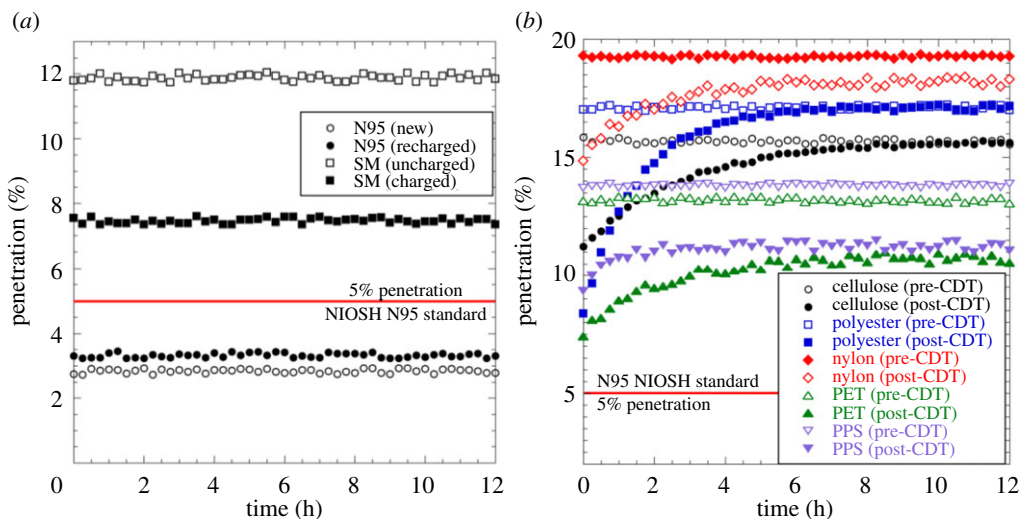 (a)
12
10
8
6
4
2
0
2
4
6
8
10
12
penetration (%)
time (h)
N95 (new)
N95 (recharged)
SM (uncharged)
SM (charged)
5% penetration
NIOSH N95 standard
(b)
20
15
10
5
0
2
4
6
8
10
12
penetration (%)
time (h)
N95 NIOSH standard
5% penetration
cellulose (pre-CDT)
cellulose (post-CDT)
polyester (pre-CDT)
polyester (post-CDT)
nylon (pre-CDT)
nylon (post-CDT)
PET (pre-CDT)
PET (post-CDT)
PPS (pre-CDT)
PPS (post-CDT)